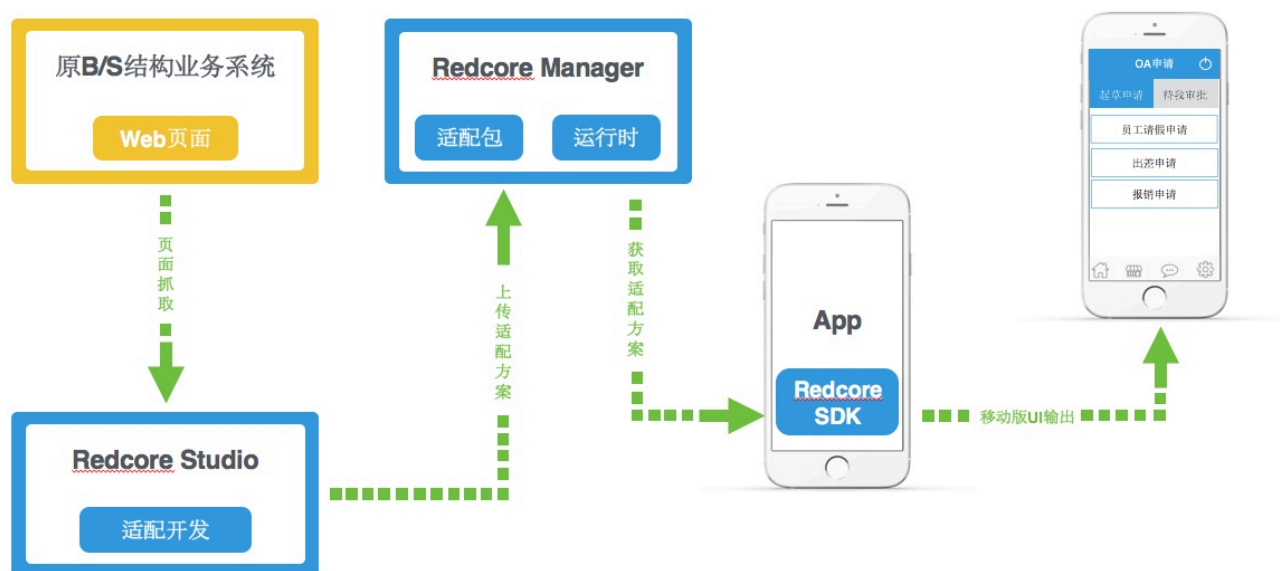 原B/S结构业务系统
Web页面
页面抓取
Redcore Studio
适配开发
上传适配方案
Redcore Manager
适配包
运行时
获取适配方案
App
Redcore
SDK
移动版UI输出
OA申请
起草申请
待我审批
员工请假申请
出差申请
报销申请